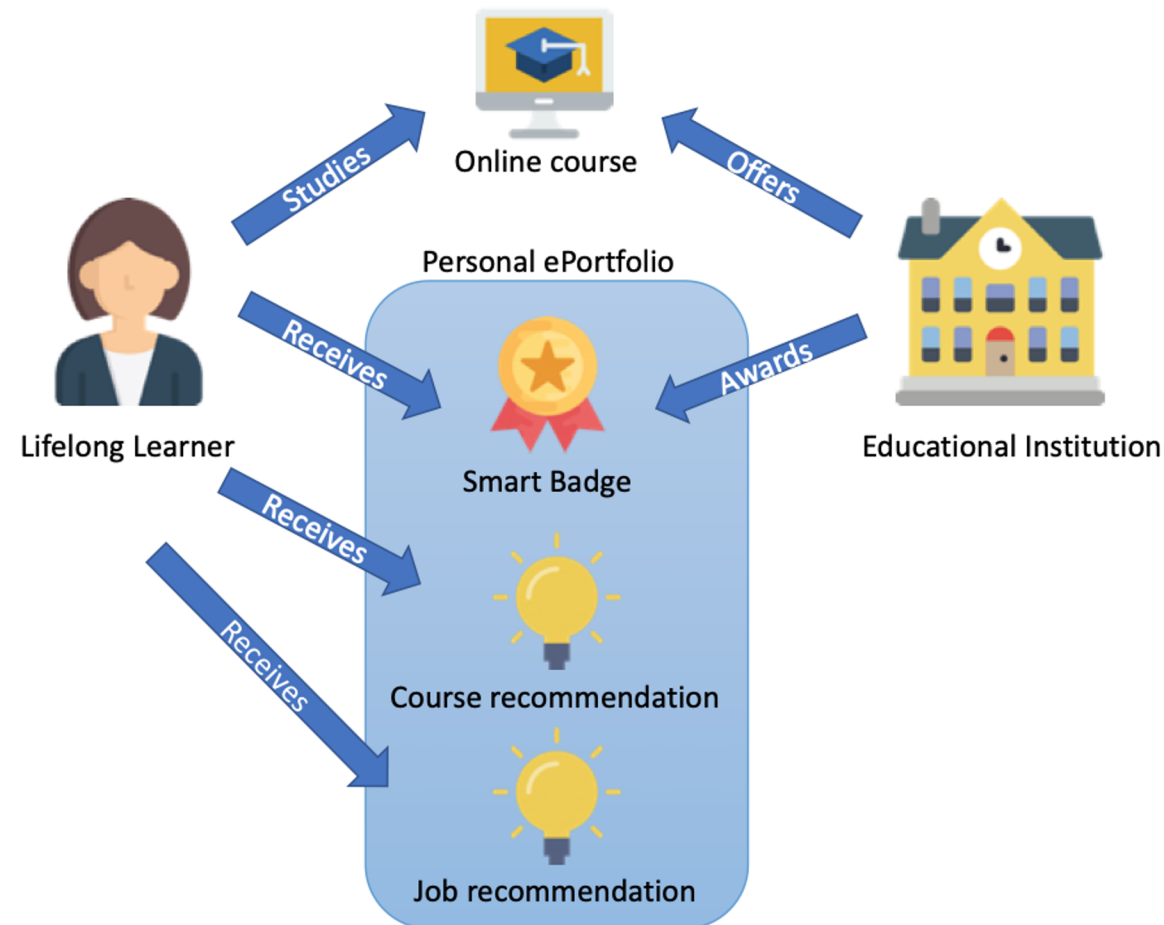 Online course
Studies
Offers
Personal ePortfolio
Receives
Awards
Lifelong Learner
Educational Institution
Smart Badge
Receives
Receives
Course recommendation
Job recommendation